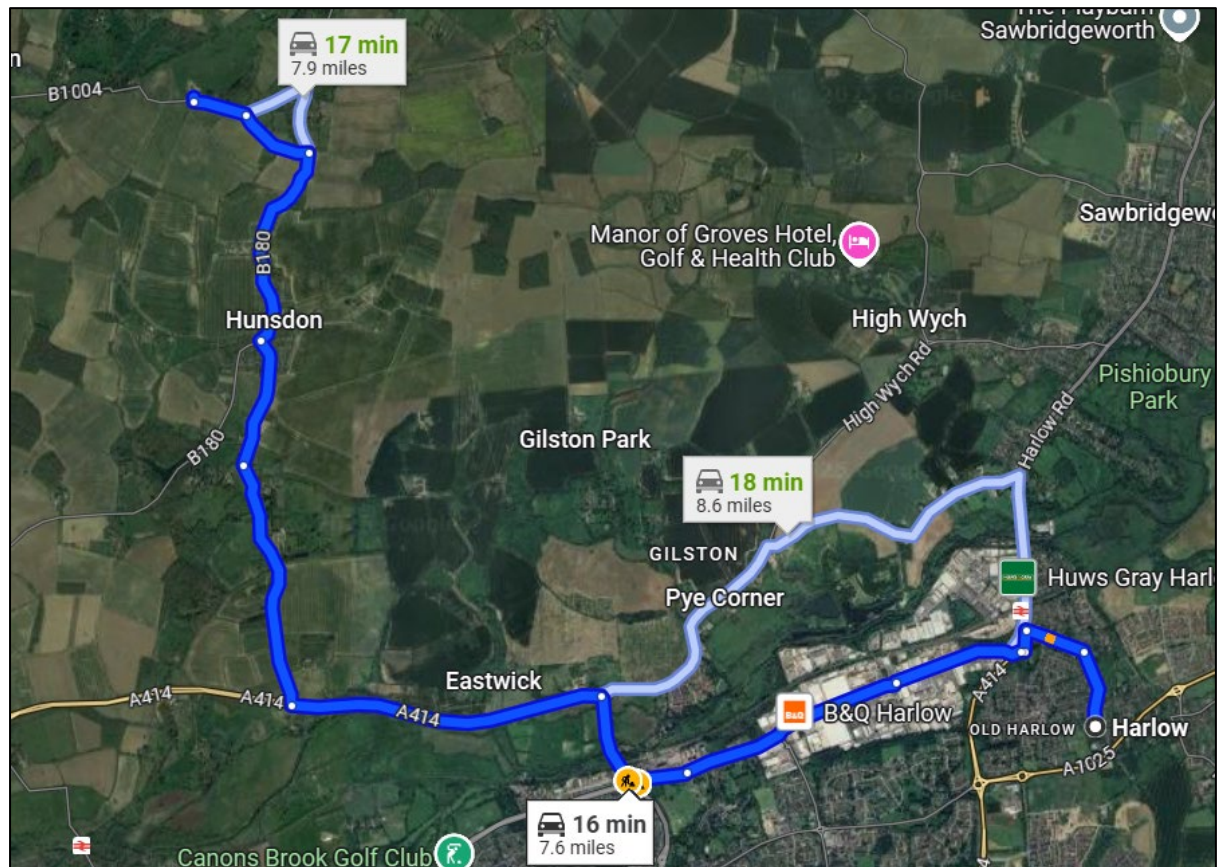 The Playbarn
Sawbridgeworth
17 min
7.9 miles
n
B1004
Sawbridgew
Manor of Groves Hotel,
Golf & Health Club
B180
Hunsdon
High Wych
High Wych Rd
Pishiobury
Park
Harlow Rd
Gilston Park
B180
18 min
8.6 miles
GILSTON
Huws Gray Harl
Pye Corner
Eastwick
A414
A414
A414
A414
B&Q
B&Q Harlow
OLD HARLOW
Harlow
A1025
16 min
7.6 miles
Canons Brook Golf Club
A414